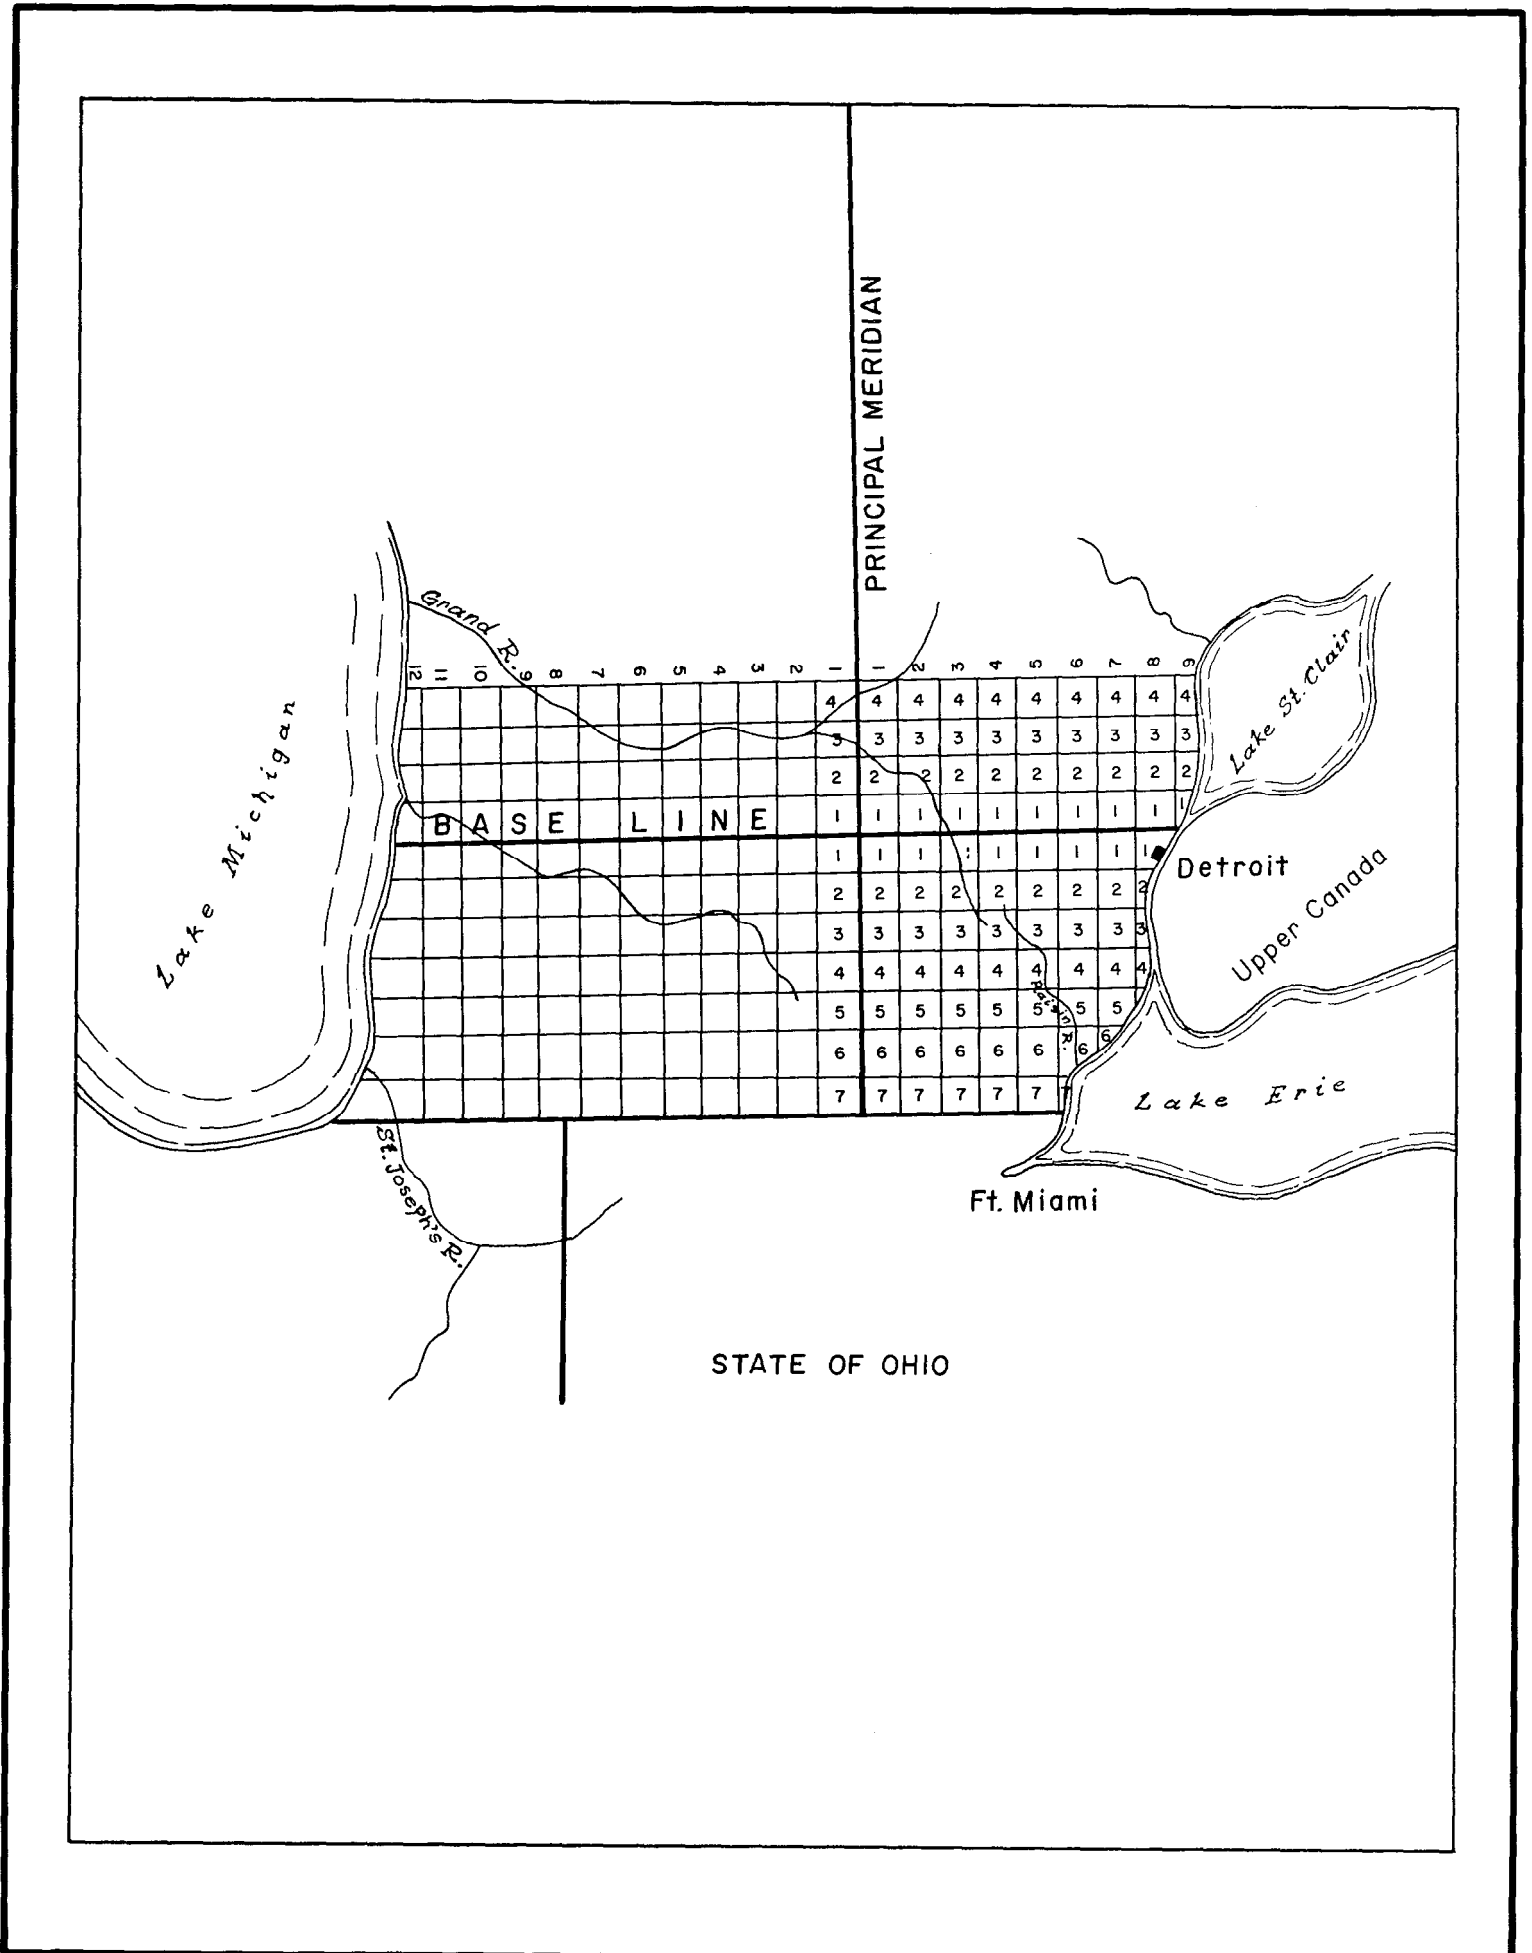 PRINCIPAL MERIDIAN
Grand R.
Lake St. Clair
12 11 10 9 8 7 6 5 4 3 2 1 1 2 3 4 5 6 7 8 9
4 4 4 4 4 4 4 4 4 4
3 3 3 3 3 3 3 3 3 3
2 2 2 2 2 2 2 2 2 2
BASE LINE 1 1 1 1 1 1 1 1 1 1
1 1 1 1 1 1 1 1 1
Detroit
2 2 2 2 2 2 2 2 2
3 3 3 3 3 3 3 3 3
4 4 4 4 4 4 4 4 4
5 5 5 5 5 5 5 5
6 6 6 6 6 6 6 6
7 7 7 7 7 7 7
Lake Michigan
Upper Canada
Raisin R.
Lake Erie
St. Joseph's R.
Ft. Miami
STATE OF OHIO